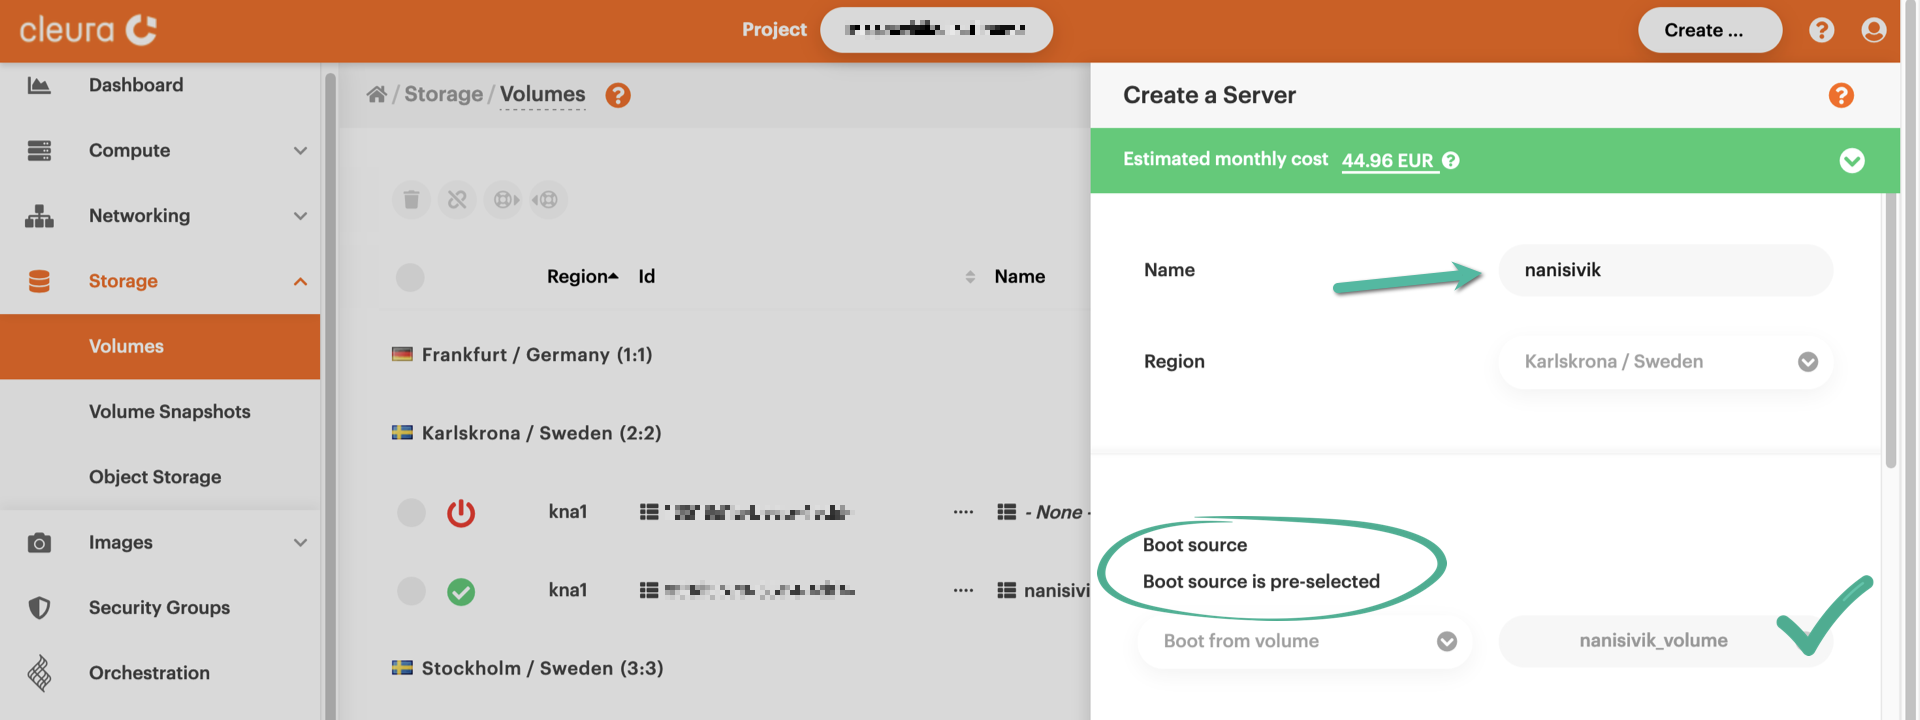 cleura
Project
Create ...
Dashboard
Compute
Networking
Storage
Volumes
Volume Snapshots
Object Storage
Images
Security Groups
Orchestration
/ Storage / Volumes ?
Region Id Name
Frankfurt / Germany (1:1)
Karlskrona / Sweden (2:2)
kna1 - None -
kna1 nanisivi
Stockholm / Sweden (3:3)
Create a Server
Estimated monthly cost 44.96 EUR ?
Name nanisivik
Region Karlskrona / Sweden
Boot source
Boot source is pre-selected
Boot from volume nanisivik_volume